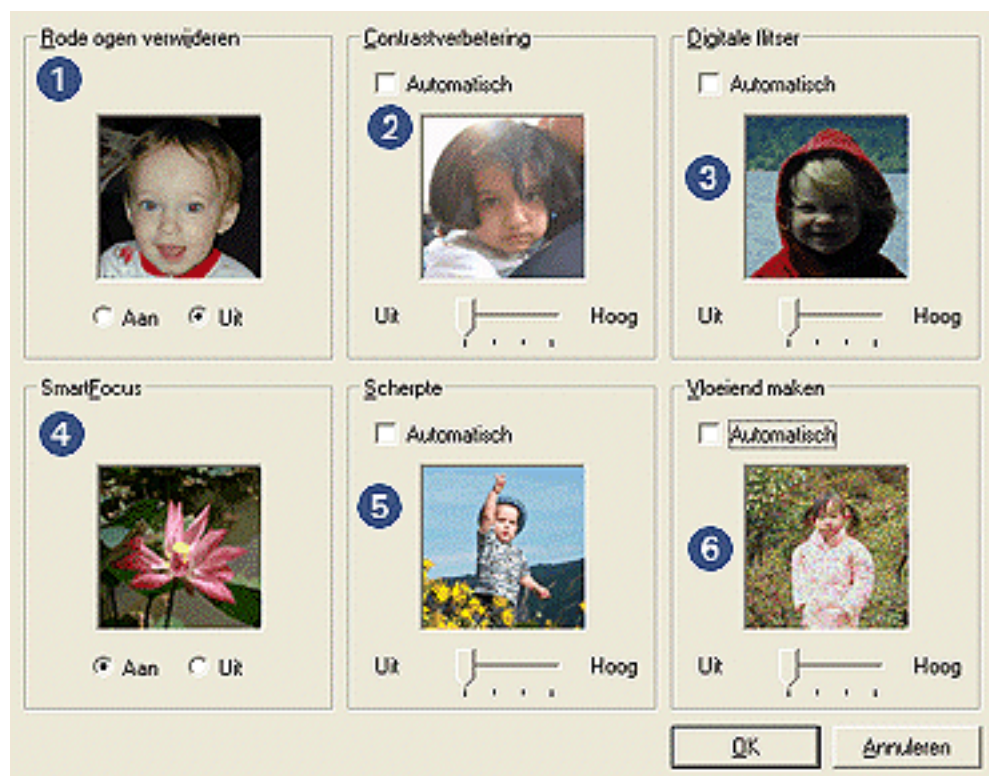 Rode ogen verwijderen
1
Aan Uit
Contrastverbetering
Automatisch
2
Uit Hoog
Digitale flitser
Automatisch
3
Uit Hoog
SmartFocus
4
Aan Uit
Scherpte
Automatisch
5
Uit Hoog
Vloeiend maken
Automatisch
6
Uit Hoog
OK
Annuleren